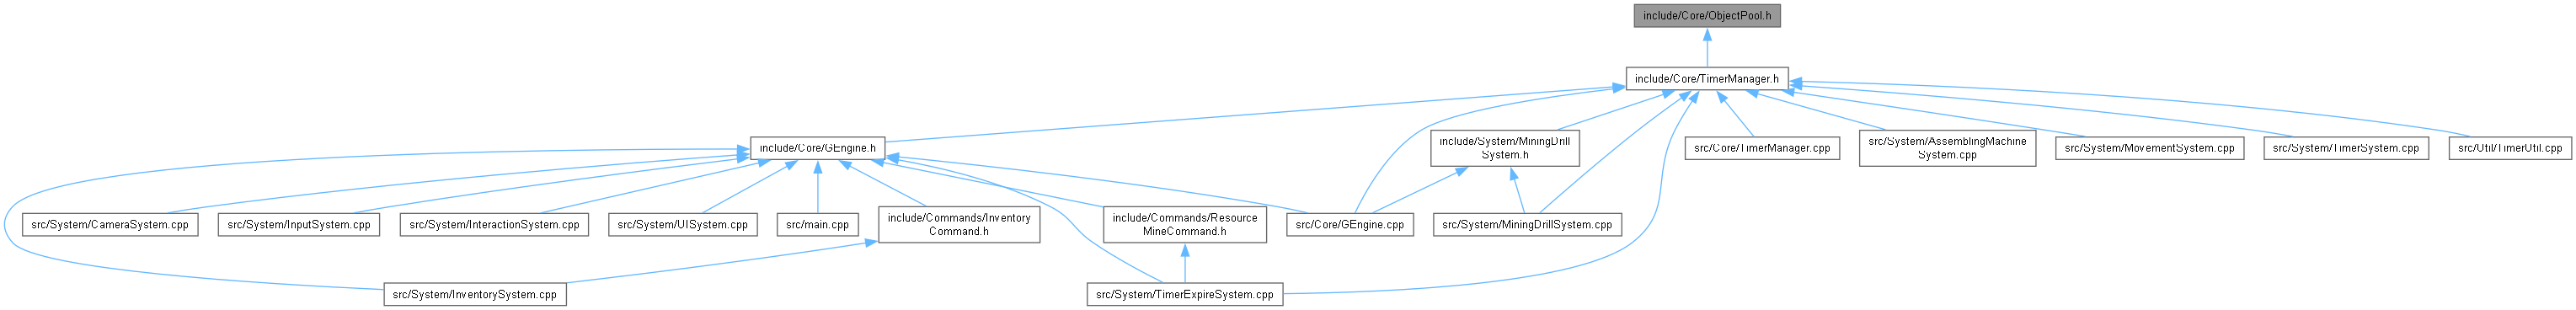 include/Core/ObjectPool.h
include/Core/TimerManager.h
include/Core/GEngine.h
include/System/MiningDrill
System.h
src/Core/TimerManager.cpp
src/System/AssemblingMachine
System.cpp
src/System/MovementSystem.cpp
src/System/TimerSystem.cpp
src/Util/TimerUtil.cpp
src/System/CameraSystem.cpp
src/System/InputSystem.cpp
src/System/InteractionSystem.cpp
src/System/UISystem.cpp
src/main.cpp
include/Commands/Inventory
Command.h
include/Commands/Resource
MineCommand.h
src/Core/GEngine.cpp
src/System/MiningDrillSystem.cpp
src/System/InventorySystem.cpp
src/System/TimerExpireSystem.cpp